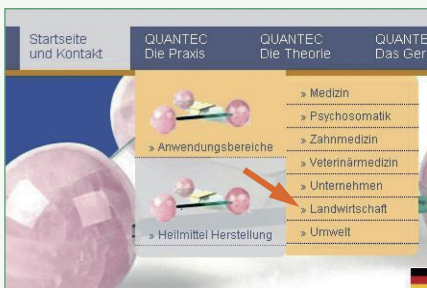 Startseite
und Kontakt
QUANTEC
Die Praxis
QUANTEC
Die Theorie
QUANTE
Das Ger
» Anwendungsbereiche
» Heilmittel Herstellung
» Medizin
» Psychosomatik
» Zahnmedizin
» Veterinärmedizin
» Unternehmen
» Landwirtschaft
» Umwelt